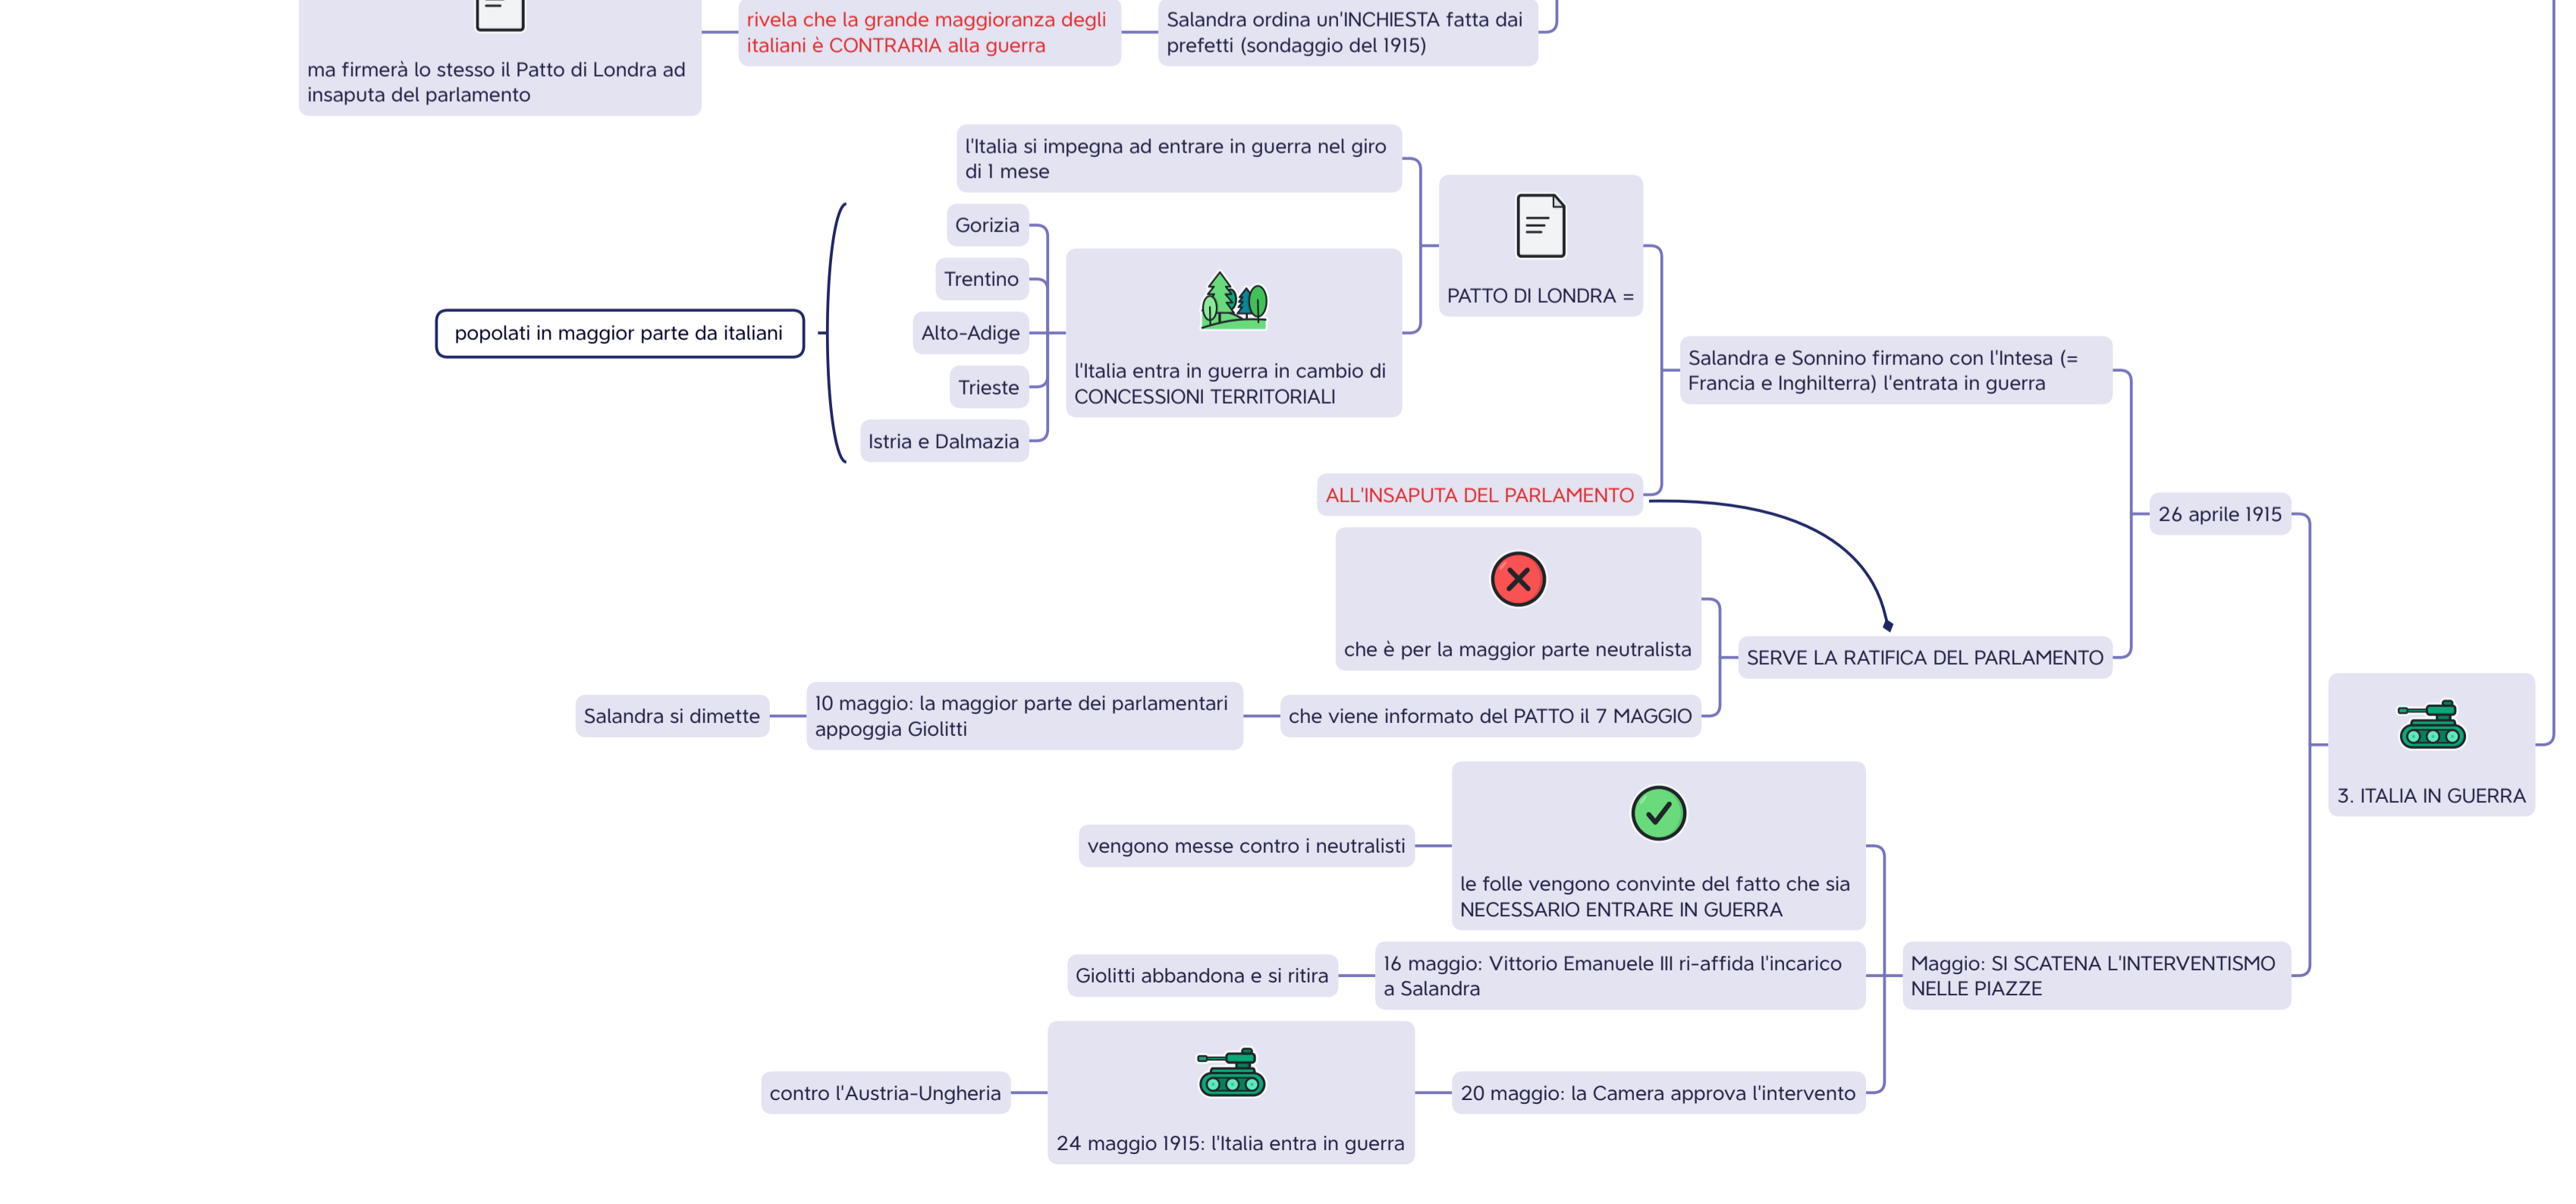 rivela che la grande maggioranza degli
italiani è CONTRARIA alla guerra
Salandra ordina un'INCHIESTA fatta dai
prefetti (sondaggio del 1915)
ma firmerà lo stesso il Patto di Londra ad
insaputa del parlamento
l'Italia si impegna ad entrare in guerra nel giro
di 1 mese
Gorizia
Trentino
Alto-Adige
Trieste
Istria e Dalmazia
popolati in maggior parte da italiani
l'Italia entra in guerra in cambio di
CONCESSIONI TERRITORIALI
PATTO DI LONDRA =
Salandra e Sonnino firmano con l'Intesa (=
Francia e Inghilterra) l'entrata in guerra
ALL'INSAPUTA DEL PARLAMENTO
26 aprile 1915
che è per la maggior parte neutralista
SERVE LA RATIFICA DEL PARLAMENTO
Salandra si dimette
10 maggio: la maggior parte dei parlamentari
appoggia Giolitti
che viene informato del PATTO il 7 MAGGIO
3. ITALIA IN GUERRA
vengono messe contro i neutralisti
le folle vengono convinte del fatto che sia
NECESSARIO ENTRARE IN GUERRA
Giolitti abbandona e si ritira
16 maggio: Vittorio Emanuele III ri-affida l'incarico
a Salandra
Maggio: SI SCATENA L'INTERVENTISMO
NELLE PIAZZE
contro l'Austria-Ungheria
24 maggio 1915: l'Italia entra in guerra
20 maggio: la Camera approva l'intervento